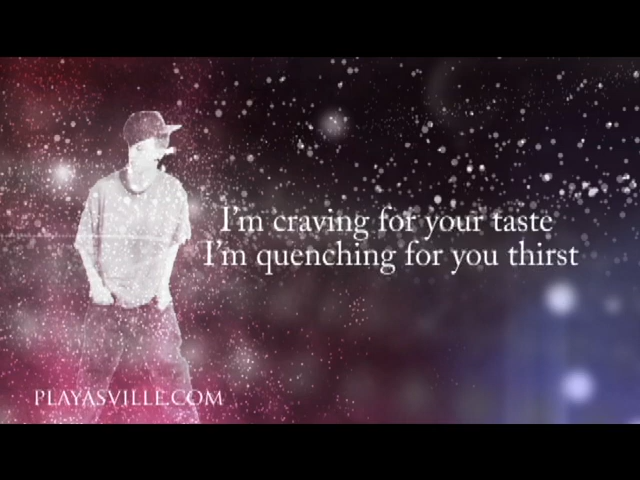 I'm craving for your taste
I'm quenching for you thirst
PLAYASVILLE.COM